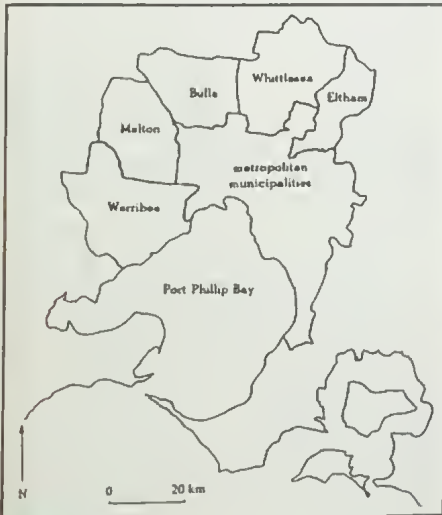 Whittlesea
Bulla
Eltham
Melton
metropolitan
municipalities
Werribee
Port Phillip Bay
N
0 20 km